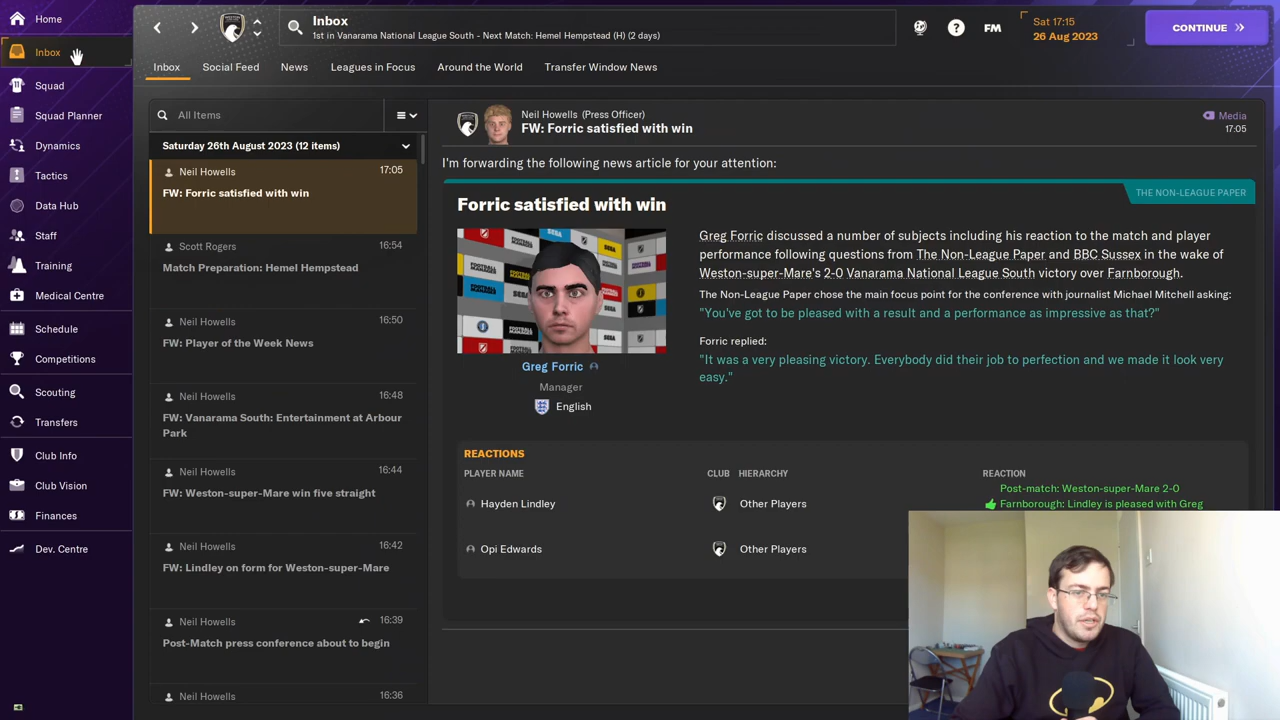 Home
Inbox
Squad
Squad Planner
Dynamics
Tactics
Data Hub
Staff
Training
Medical Centre
Schedule
Competitions
Scouting
Transfers
Club Info
Club Vision
Finances
Dev. Centre
Inbox
1st in Vanarama National League South - Next Match: Hemel Hempstead (H) (2 days)
FM
Sat 17:15
26 Aug 2023
CONTINUE
Inbox Social Feed News Leagues in Focus Around the World Transfer Window News
All Items
Saturday 26th August 2023 (12 items)
Neil Howells 17:05
FW: Forric satisfied with win
Scott Rogers 16:54
Match Preparation: Hemel Hempstead
Neil Howells 16:50
FW: Player of the Week News
Neil Howells 16:48
FW: Vanarama South: Entertainment at Arbour
Park
Neil Howells 16:44
FW: Weston-super-Mare win five straight
Neil Howells 16:42
FW: Lindley on form for Weston-super-Mare
Neil Howells 16:39
Post-Match press conference about to begin
Neil Howells 16:36
Neil Howells (Press Officer)
FW: Forric satisfied with win
Media
17:05
I'm forwarding the following news article for your attention:
THE NON-LEAGUE PAPER
Forric satisfied with win
Greg Forric
Manager
English
Greg Forric discussed a number of subjects including his reaction to the match and player
performance following questions from The Non-League Paper and BBC Sussex in the wake of
Weston-super-Mare's 2-0 Vanarama National League South victory over Farnborough.
The Non-League Paper chose the main focus point for the conference with journalist Michael Mitchell asking:
"You've got to be pleased with a result and a performance as impressive as that?"
Forric replied:
"It was a very pleasing victory. Everybody did their job to perfection and we made it look very
easy."
REACTIONS
PLAYER NAME CLUB HIERARCHY REACTION
Hayden Lindley Other Players
Post-match: Weston-super-Mare 2-0
Farnborough: Lindley is pleased with Greg
Opi Edwards Other Players